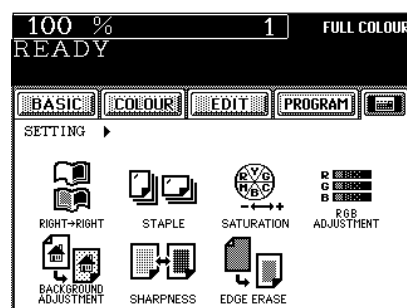 100 % 1 FULL COLOUR
READY
BASIC COLOUR EDIT PROGRAM
SETTING ▶
R Y G M B C
R
G
B
RIGHT→RIGHT STAPLE SATURATION RGB ADJUSTMENT
BACKGROUND ADJUSTMENT SHARPNESS EDGE ERASE